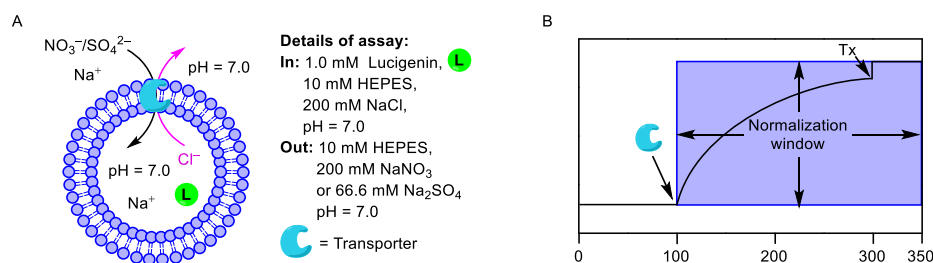 A
NO₃⁻/SO₄²⁻
Na⁺
pH = 7.0
pH = 7.0
Cl⁻
Na⁺
L
Details of assay:
In: 1.0 mM Lucigenin, L
10 mM HEPES,
200 mM NaCl,
pH = 7.0
Out: 10 mM HEPES,
200 mM NaNO₃
or 66.6 mM Na₂SO₄
pH = 7.0
= Transporter
B
Tx
Normalization
window
0 100 200 300 350